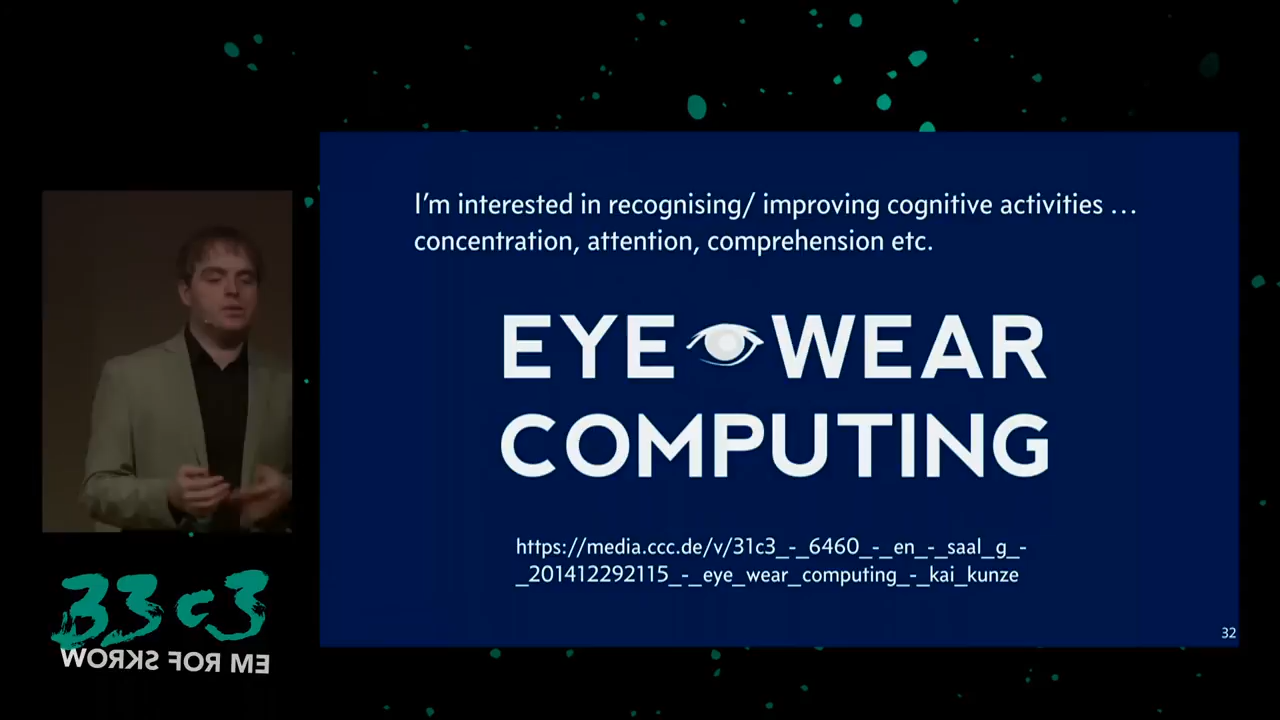 I'm interested in recognising/ improving cognitive activities …
concentration, attention, comprehension etc.
EYE WEAR
COMPUTING
https://media.ccc.de/v/31c3_-_6460_-_en_-_saal_g_-
_201412292115_-_eye_wear_computing_-_kai_kunze
32
33c3
WORKS FOR ME